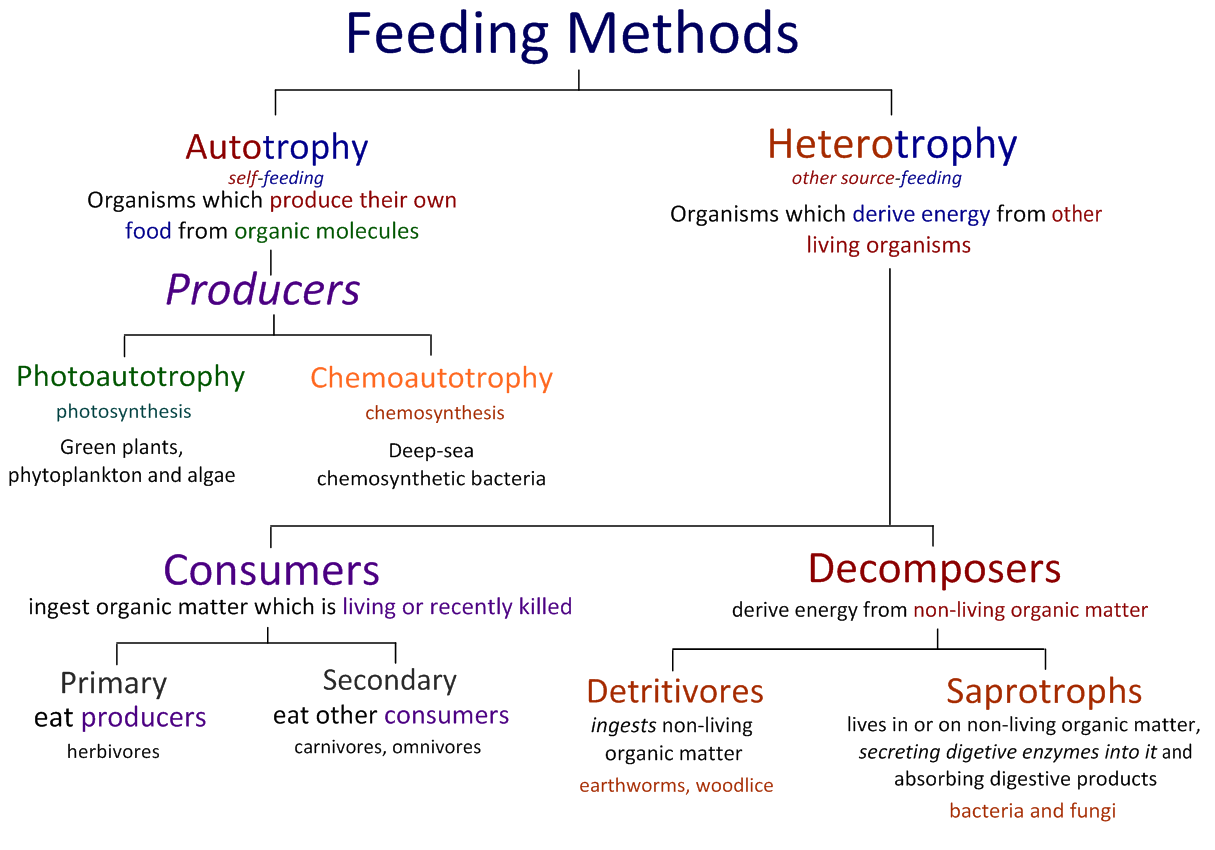 Feeding Methods
Autotrophy
self-feeding
Organisms which produce their own
food from organic molecules
Producers
Photoautotrophy
photosynthesis
Green plants,
phytoplankton and algae
Chemoautotrophy
chemosynthesis
Deep-sea
chemosynthetic bacteria
Heterotrophy
other source-feeding
Organisms which derive energy from other
living organisms
Consumers
ingest organic matter which is living or recently killed
Primary
eat producers
herbivores
Secondary
eat other consumers
carnivores, omnivores
Decomposers
derive energy from non-living organic matter
Detritivores
ingests non-living
organic matter
earthworms, woodlice
Saprotrophs
lives in or on non-living organic matter,
secreting digetive enzymes into it and
absorbing digestive products
bacteria and fungi